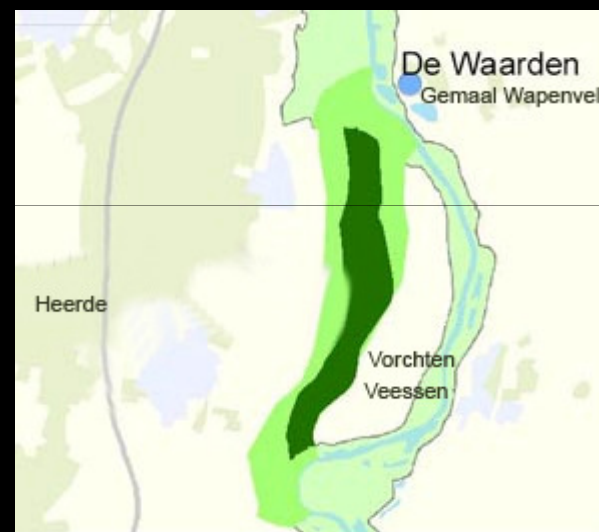 De Waarden
Gemaal Wapenvel
Heerde
Vorchten
Veessen